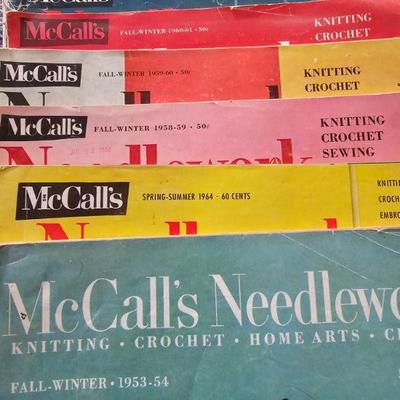 McCall's
FALL-WINTER 1960-61 · 50¢
KNITTING
CROCHET
McCall's
FALL-WINTER 1959-60 · 50¢
KNITTING
CROCHET
McCall's
FALL-WINTER 1958-59 · 50¢
KNITTING
CROCHET
SEWING
Needlework
McCall's
SPRING-SUMMER 1964 · 60 CENTS
KNITTING
CROCH
EMBRO
McCall's Needlewo
KNITTING · CROCHET · HOME ARTS · C
FALL-WINTER · 1953-54